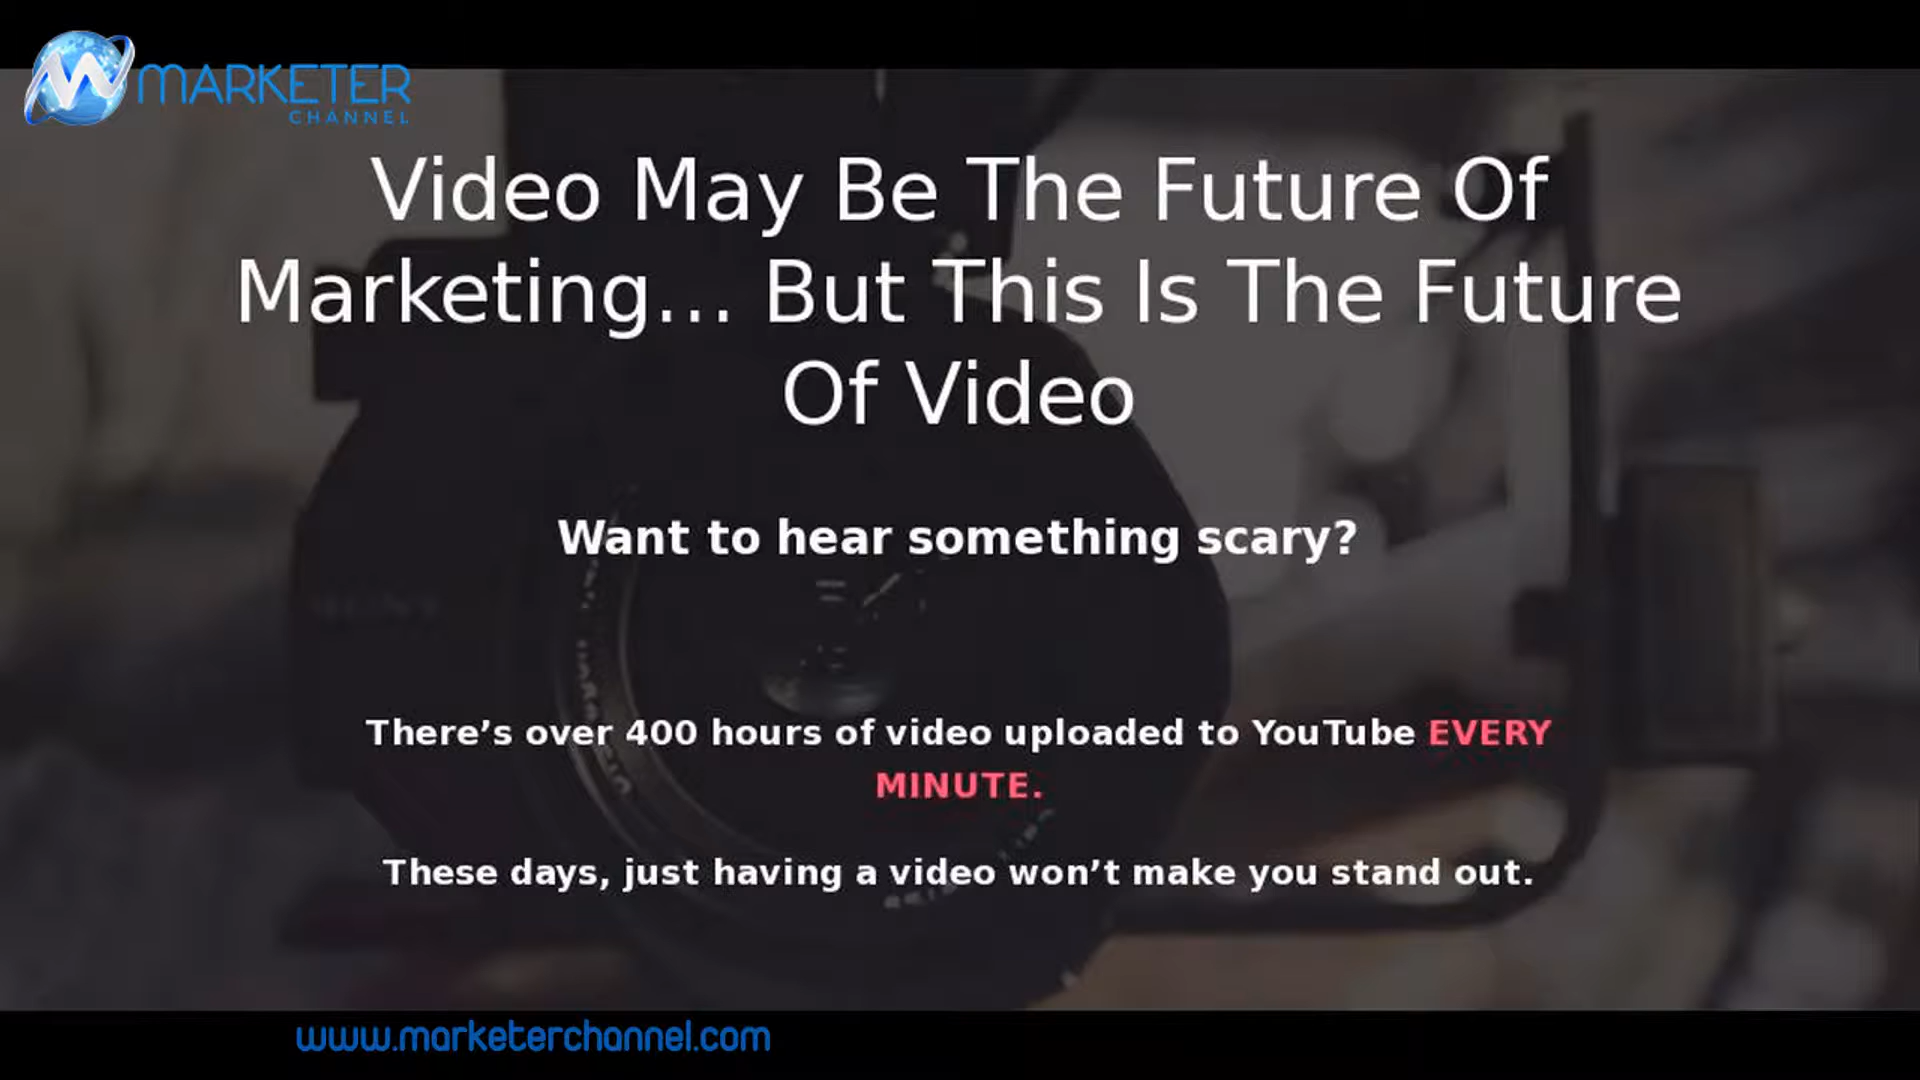 MARKETER
CHANNEL
Video May Be The Future Of
Marketing... But This Is The Future
Of Video
Want to hear something scary?
There’s over 400 hours of video uploaded to YouTube EVERY
MINUTE.
These days, just having a video won’t make you stand out.
www.marketerchannel.com